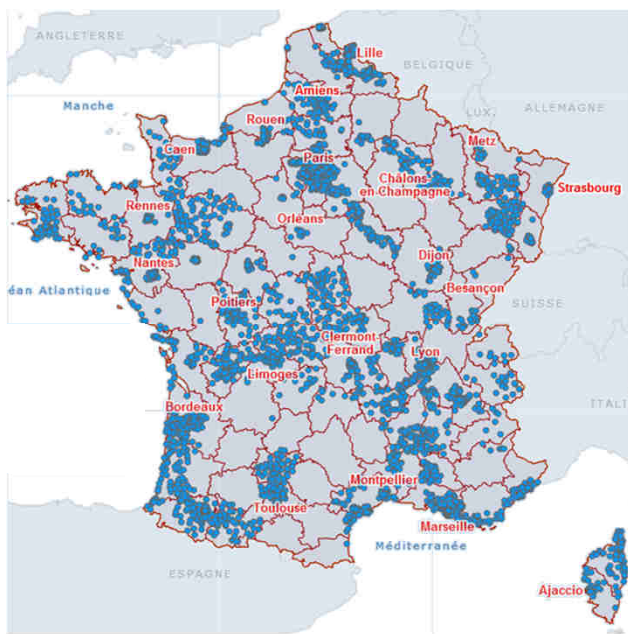 ANGLETERRE
Lille
BELGIQUE
Manche
Amiens
LUX.
ALLEMAGNE
Rouen
Caen
Metz
Paris
Châlons
en-Champagne
Strasbourg
Rennes
Orléans
Nantes
Dijon
Besançon
éan Atlantique
SUISSE
Poitiers
Clermont
Ferrand
Lyon
Limoges
ITALI
Bordeaux
Montpellier
Toulouse
Marseille
Méditerranée
ESPAGNE
Ajaccio